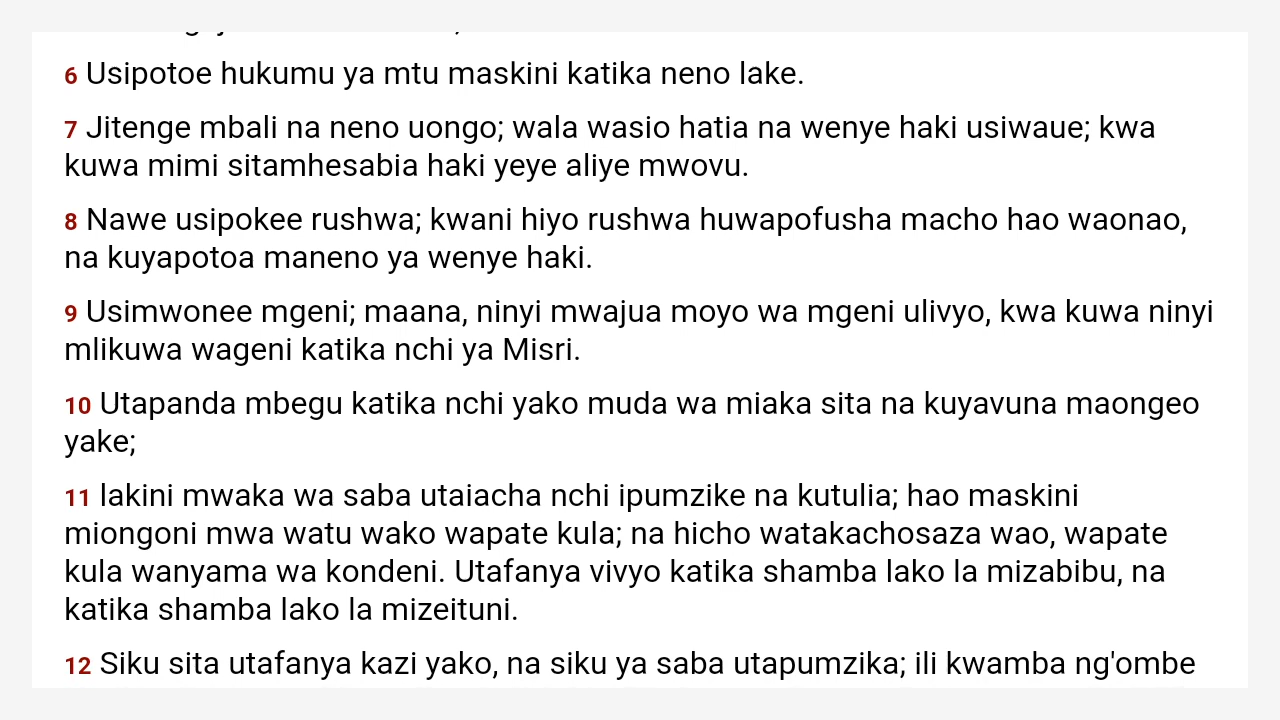 6 Usipotoe hukumu ya mtu maskini katika neno lake.
7 Jitenge mbali na neno uongo; wala wasio hatia na wenye haki usiwaue; kwa
kuwa mimi sitamhesabia haki yeye aliye mwovu.
8 Nawe usipokee rushwa; kwani hiyo rushwa huwapofusha macho hao waonao,
na kuyapotoa maneno ya wenye haki.
9 Usimwonee mgeni; maana, ninyi mwajua moyo wa mgeni ulivyo, kwa kuwa ninyi
mlikuwa wageni katika nchi ya Misri.
10 Utapanda mbegu katika nchi yako muda wa miaka sita na kuyavuna maongeo
yake;
11 lakini mwaka wa saba utaiacha nchi ipumzike na kutulia; hao maskini
miongoni mwa watu wako wapate kula; na hicho watakachosaza wao, wapate
kula wanyama wa kondeni. Utafanya vivyo katika shamba lako la mizabibu, na
katika shamba lako la mizeituni.
12 Siku sita utafanya kazi yako, na siku ya saba utapumzika; ili kwamba ng'ombe